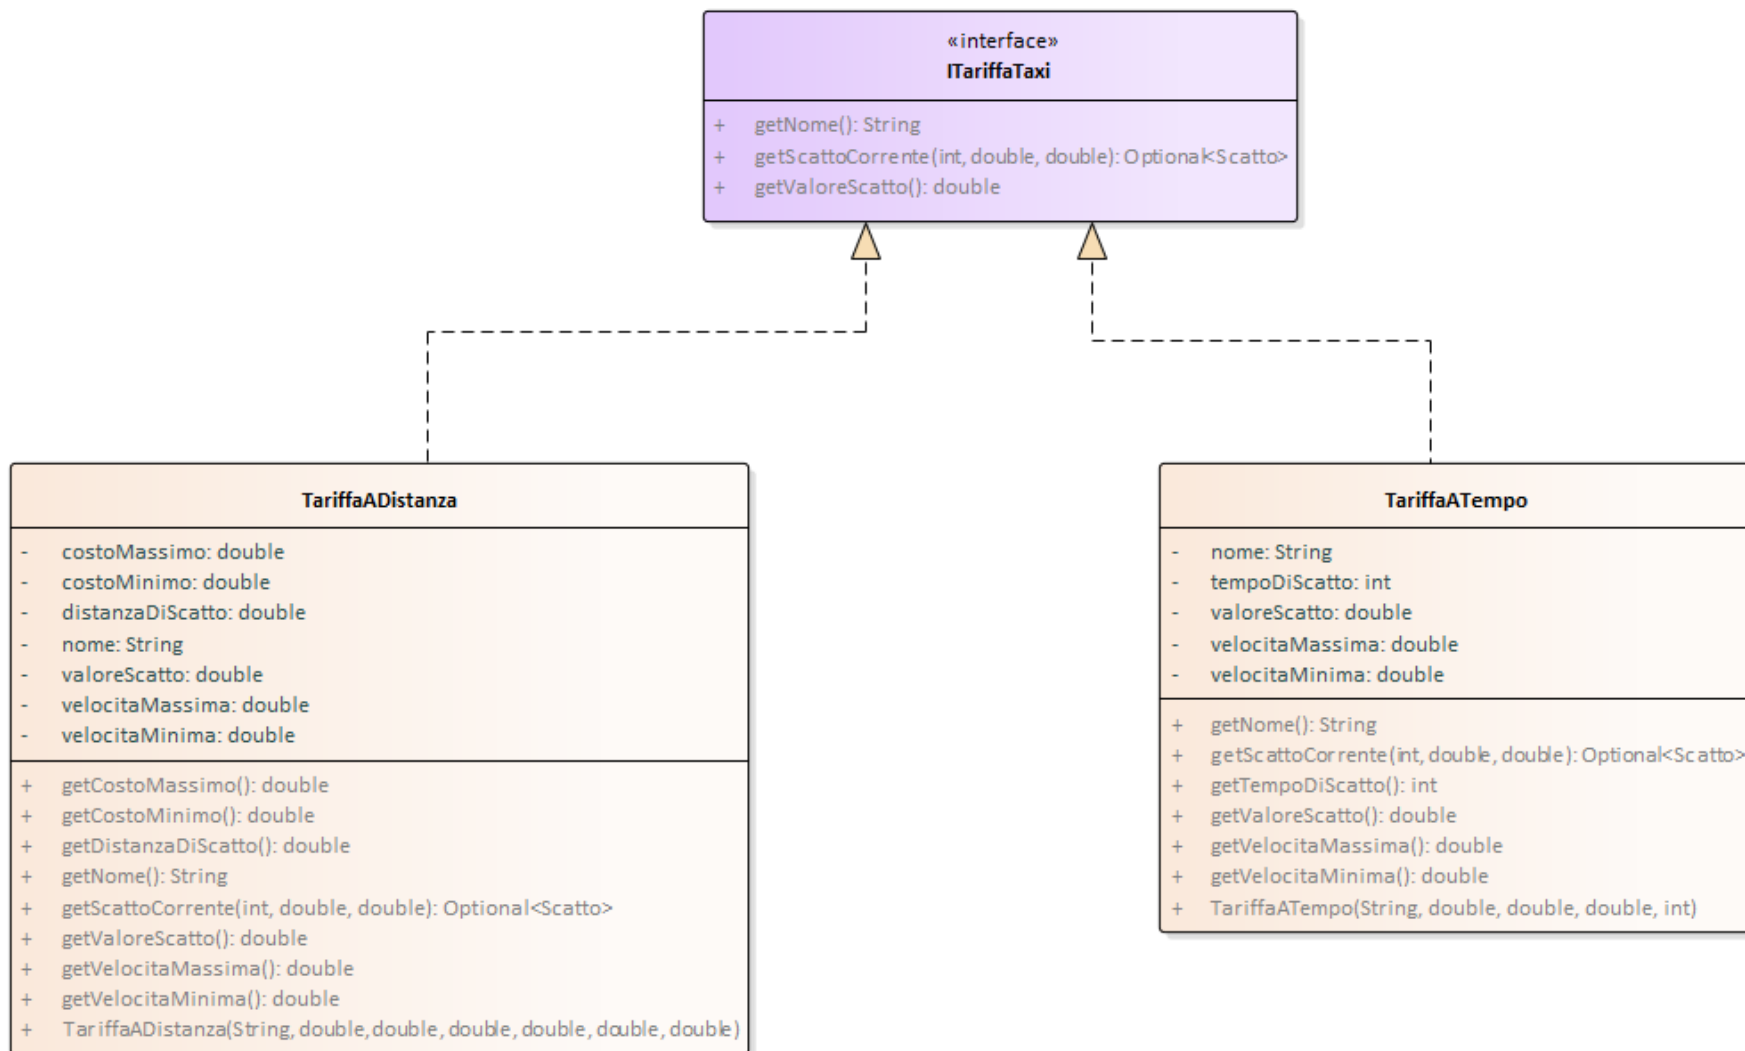 «interface»
ITariffaTaxi
+ getNome(): String
+ getScattoCorrente(int, double, double): Optional<Scatto>
+ getValoreScatto(): double
TariffaADistanza
- costoMassimo: double
- costoMinimo: double
- distanzaDiScatto: double
- nome: String
- valoreScatto: double
- velocitaMassima: double
- velocitaMinima: double
+ getCostoMassimo(): double
+ getCostoMinimo(): double
+ getDistanzaDiScatto(): double
+ getNome(): String
+ getScattoCorrente(int, double, double): Optional<Scatto>
+ getValoreScatto(): double
+ getVelocitaMassima(): double
+ getVelocitaMinima(): double
+ TariffaADistanza(String, double, double, double, double, double, double)
TariffaATempo
- nome: String
- tempoDiScatto: int
- valoreScatto: double
- velocitaMassima: double
- velocitaMinima: double
+ getNome(): String
+ getScattoCorrente(int, double, double): Optional<Scatto>
+ getTempoDiScatto(): int
+ getValoreScatto(): double
+ getVelocitaMassima(): double
+ getVelocitaMinima(): double
+ TariffaATempo(String, double, double, double, int)